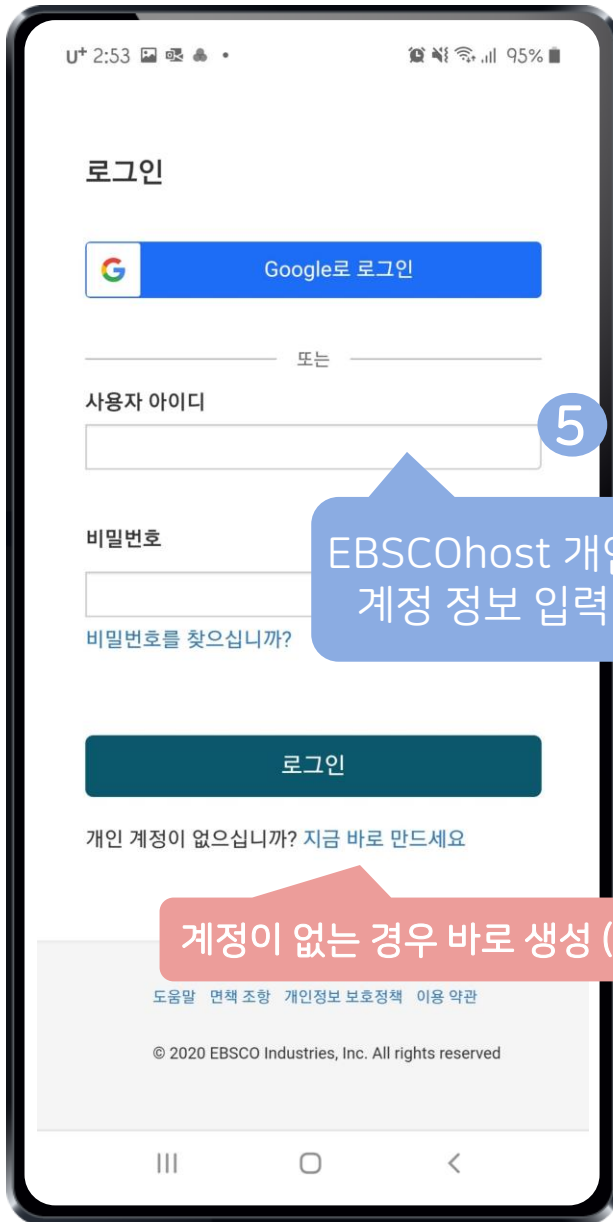 U+ 2:53 95%
로그인
G Google로 로그인
또는
사용자 아이디
5
비밀번호
EBSCOhost 개인
계정 정보 입력
비밀번호를 찾으십니까?
로그인
개인 계정이 없으십니까? 지금 바로 만드세요
계정이 없는 경우 바로 생성 (
도움말 면책 조항 개인정보 보호정책 이용 약관
© 2020 EBSCO Industries, Inc. All rights reserved